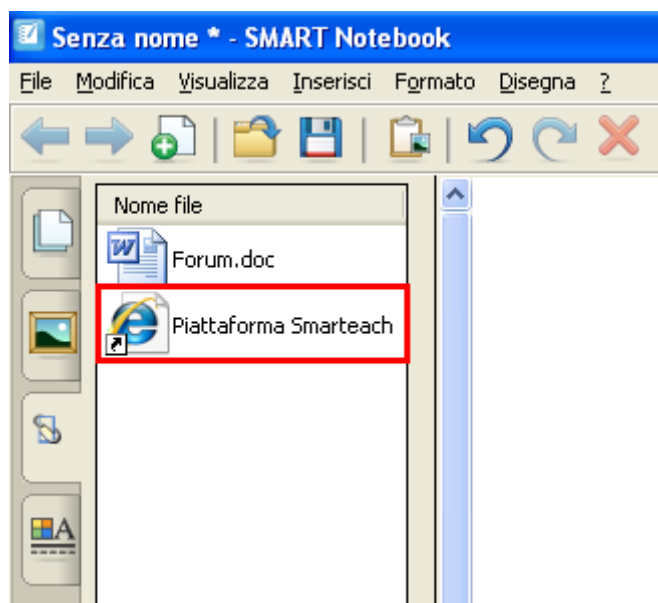 Senza nome * - SMART Notebook
File Modifica Visualizza Inserisci Formato Disegna ?
Nome file
Forum.doc
Piattaforma Smarteach